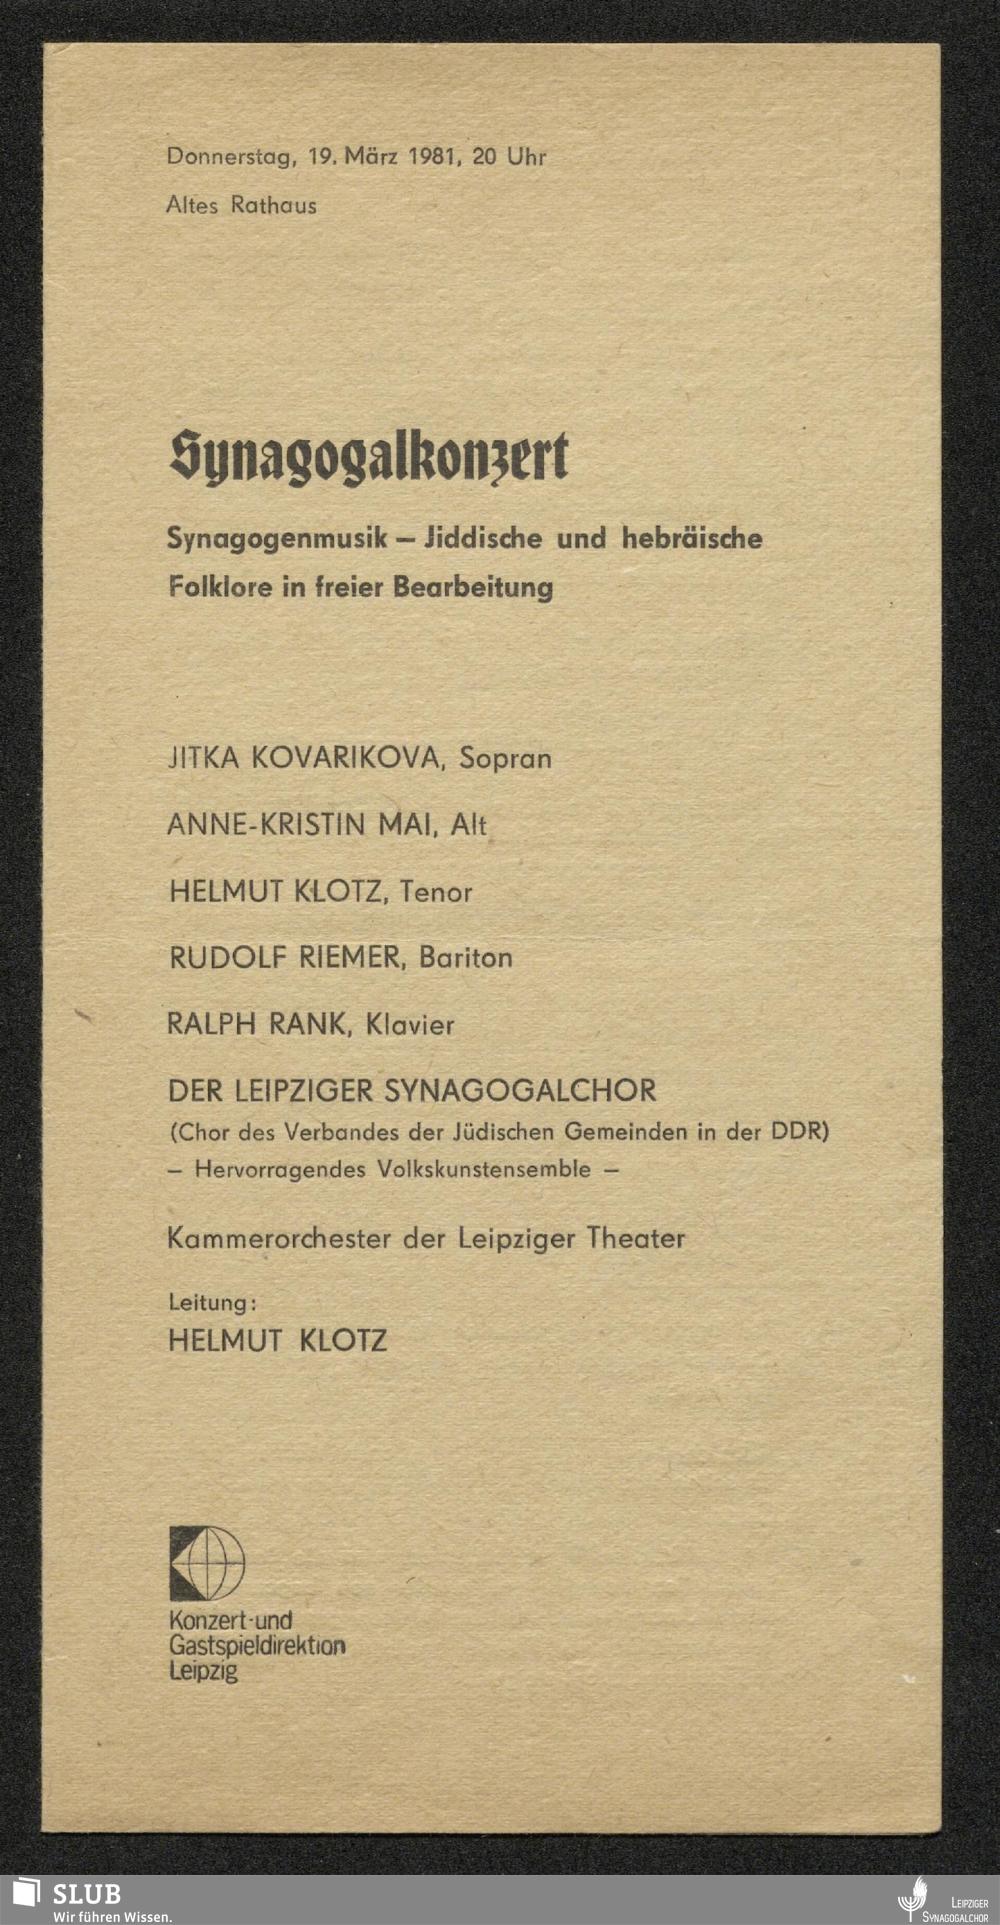 Donnerstag, 19. März 1981, 20 Uhr
Altes Rathaus
Synagogalkonzert
Synagogenmusik – Jiddische und hebräische
Folklore in freier Bearbeitung
JITKA KOVARIKOVA, Sopran
ANNE-KRISTIN MAI, Alt
HELMUT KLOTZ, Tenor
RUDOLF RIEMER, Bariton
RALPH RANK, Klavier
DER LEIPZIGER SYNAGOGALCHOR
(Chor des Verbandes der Jüdischen Gemeinden in der DDR)
– Hervorragendes Volkskunstensemble –
Kammerorchester der Leipziger Theater
Leitung:
HELMUT KLOTZ
Konzert-und
Gastspieldirektion
Leipzig
SLUB
Wir führen Wissen.
LEIPZIGER
SYNAGOGALCHOR